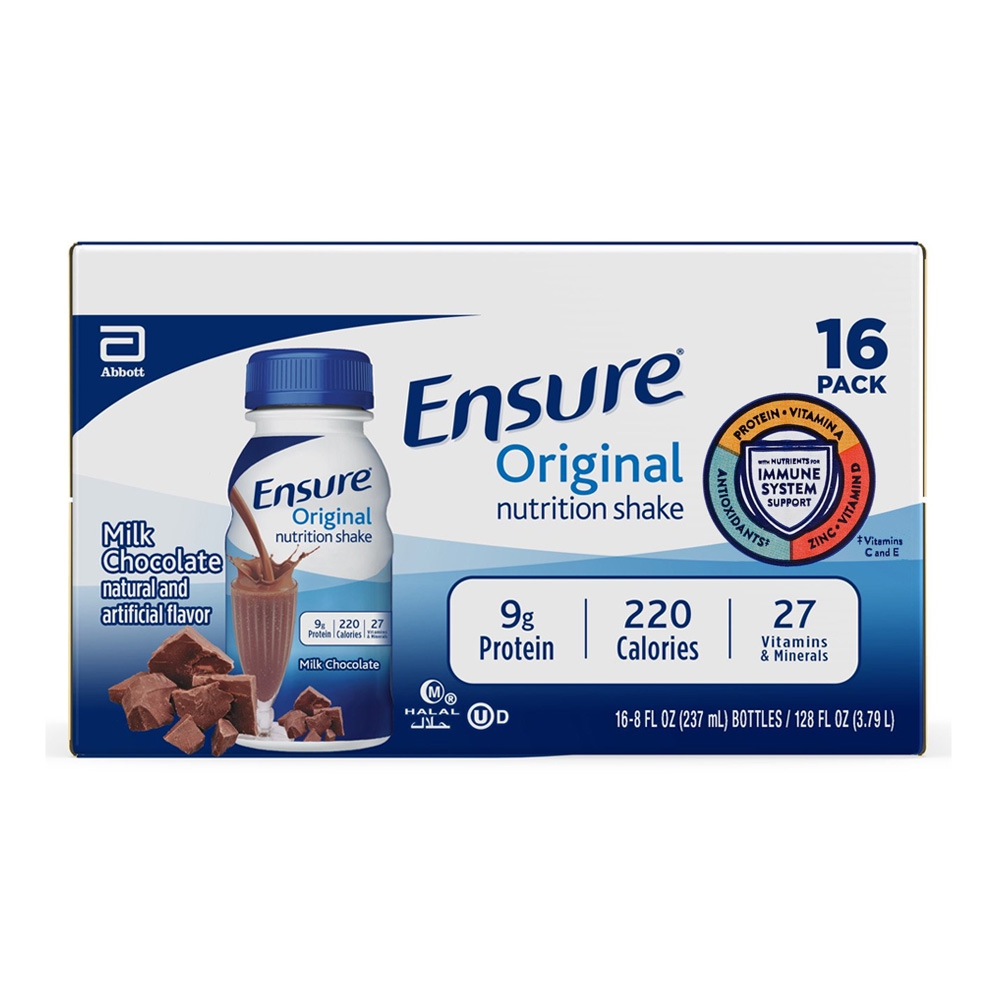 Abbott
Ensure®
Original
nutrition shake
16
PACK
PROTEIN • VITAMIN A
ZINC • VITAMIN D
ANTIOXIDANTS‡
WITH NUTRIENTS FOR
IMMUNE
SYSTEM
SUPPORT
‡Vitamins
C and E
Milk
Chocolate
natural and
artificial flavor
Ensure®
Original
nutrition shake
9g
Protein
220
Calories
27
Vitamins
& Minerals
Milk Chocolate
9g
Protein
220
Calories
27
Vitamins
& Minerals
M ®
HALAL
حلال
U D
16-8 FL OZ (237 mL) BOTTLES / 128 FL OZ (3.79 L)